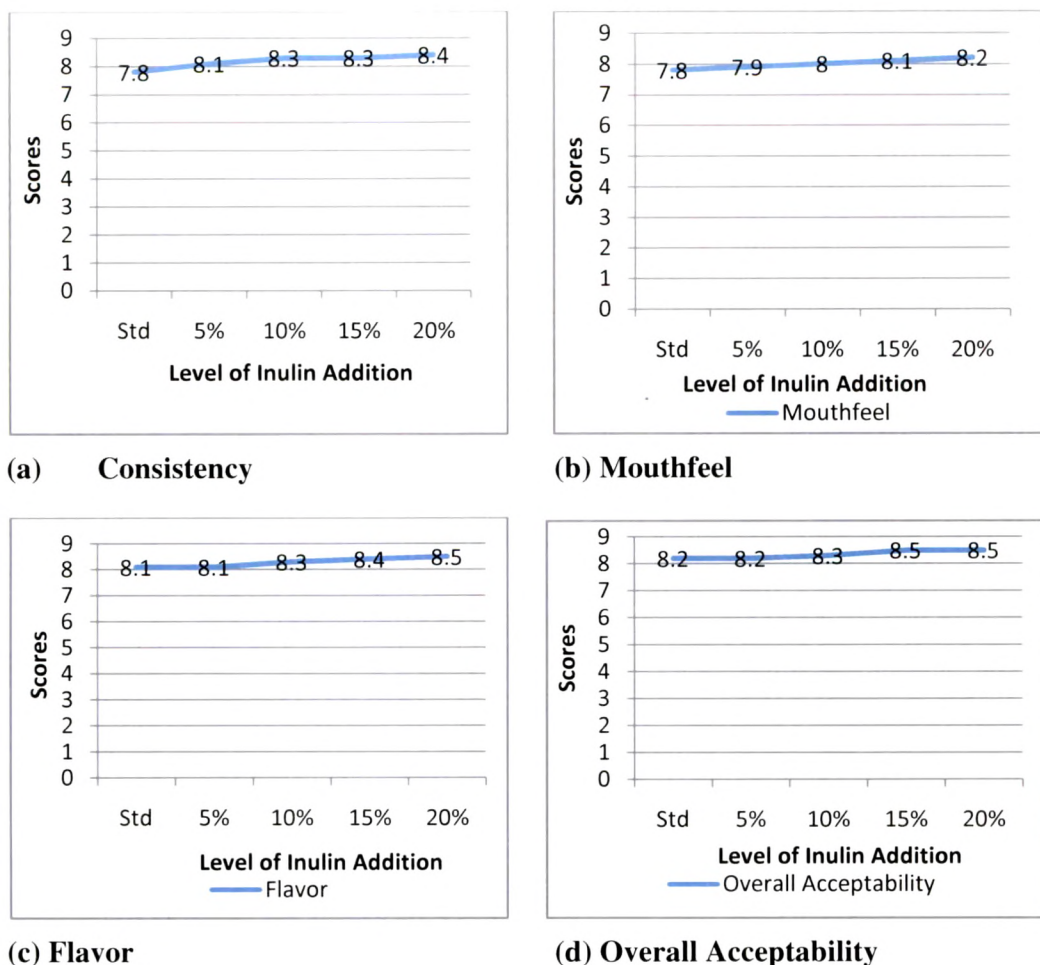 9
8
7
6
5
4
3
2
1
0
7.8 8.1 8.3 8.3 8.4
Scores
Std 5% 10% 15% 20%
Level of Inulin Addition
(a) Consistency
9
8
7
6
5
4
3
2
1
0
7.8 7.9 8 8.1 8.2
Scores
Std 5% 10% 15% 20%
Level of Inulin Addition
Mouthfeel
(b) Mouthfeel
9
8
7
6
5
4
3
2
1
0
8.1 8.1 8.3 8.4 8.5
Scores
Std 5% 10% 15% 20%
Level of Inulin Addition
Flavor
(c) Flavor
9
8
7
6
5
4
3
2
1
0
8.2 8.2 8.3 8.5 8.5
Scores
Std 5% 10% 15% 20%
Level of Inulin Addition
Overall Acceptability
(d) Overall Acceptability